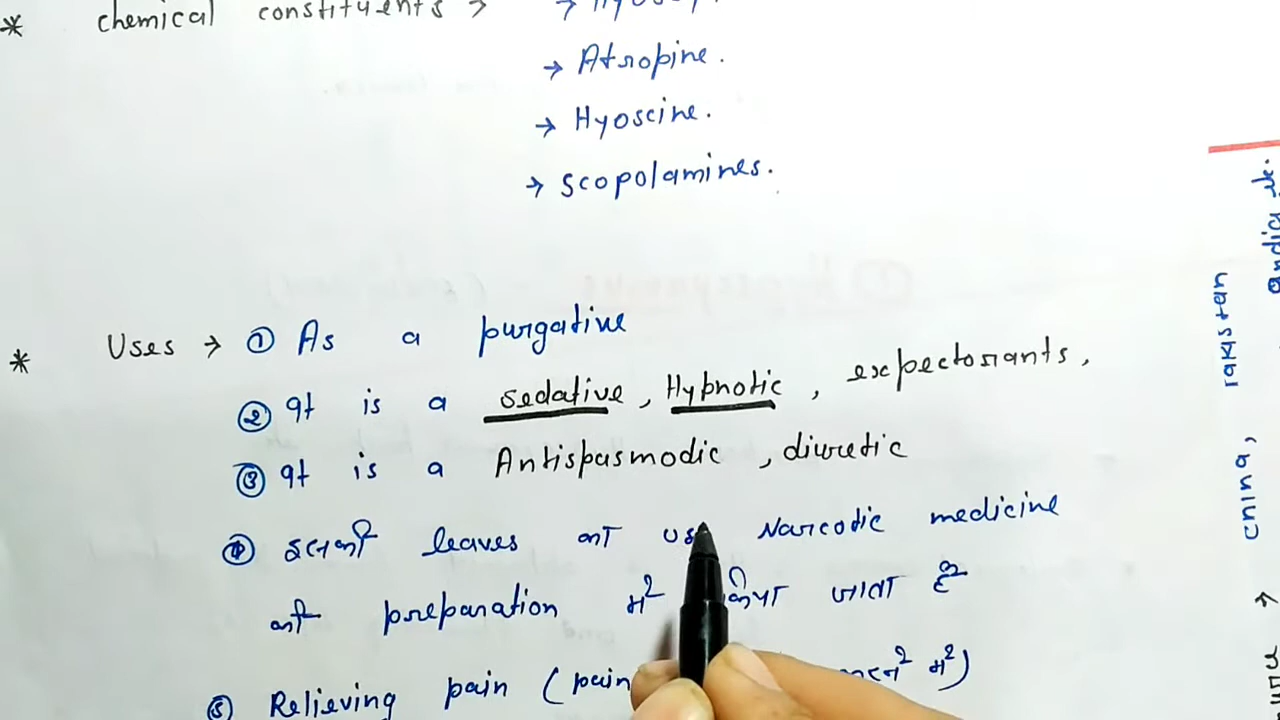 * chemical constituents →
→ Atropine.
→ Hyoscine.
→ Scopolamines.
* Uses → ① As a purgative
② It is a sedative, Hypnotic, expectorants,
③ It is a Antispasmodic, diuretic
④ इसकी leaves का use Narcotic medicine
की preparation में किया जाता है
⑤ Relieving pain (pain में)
china,